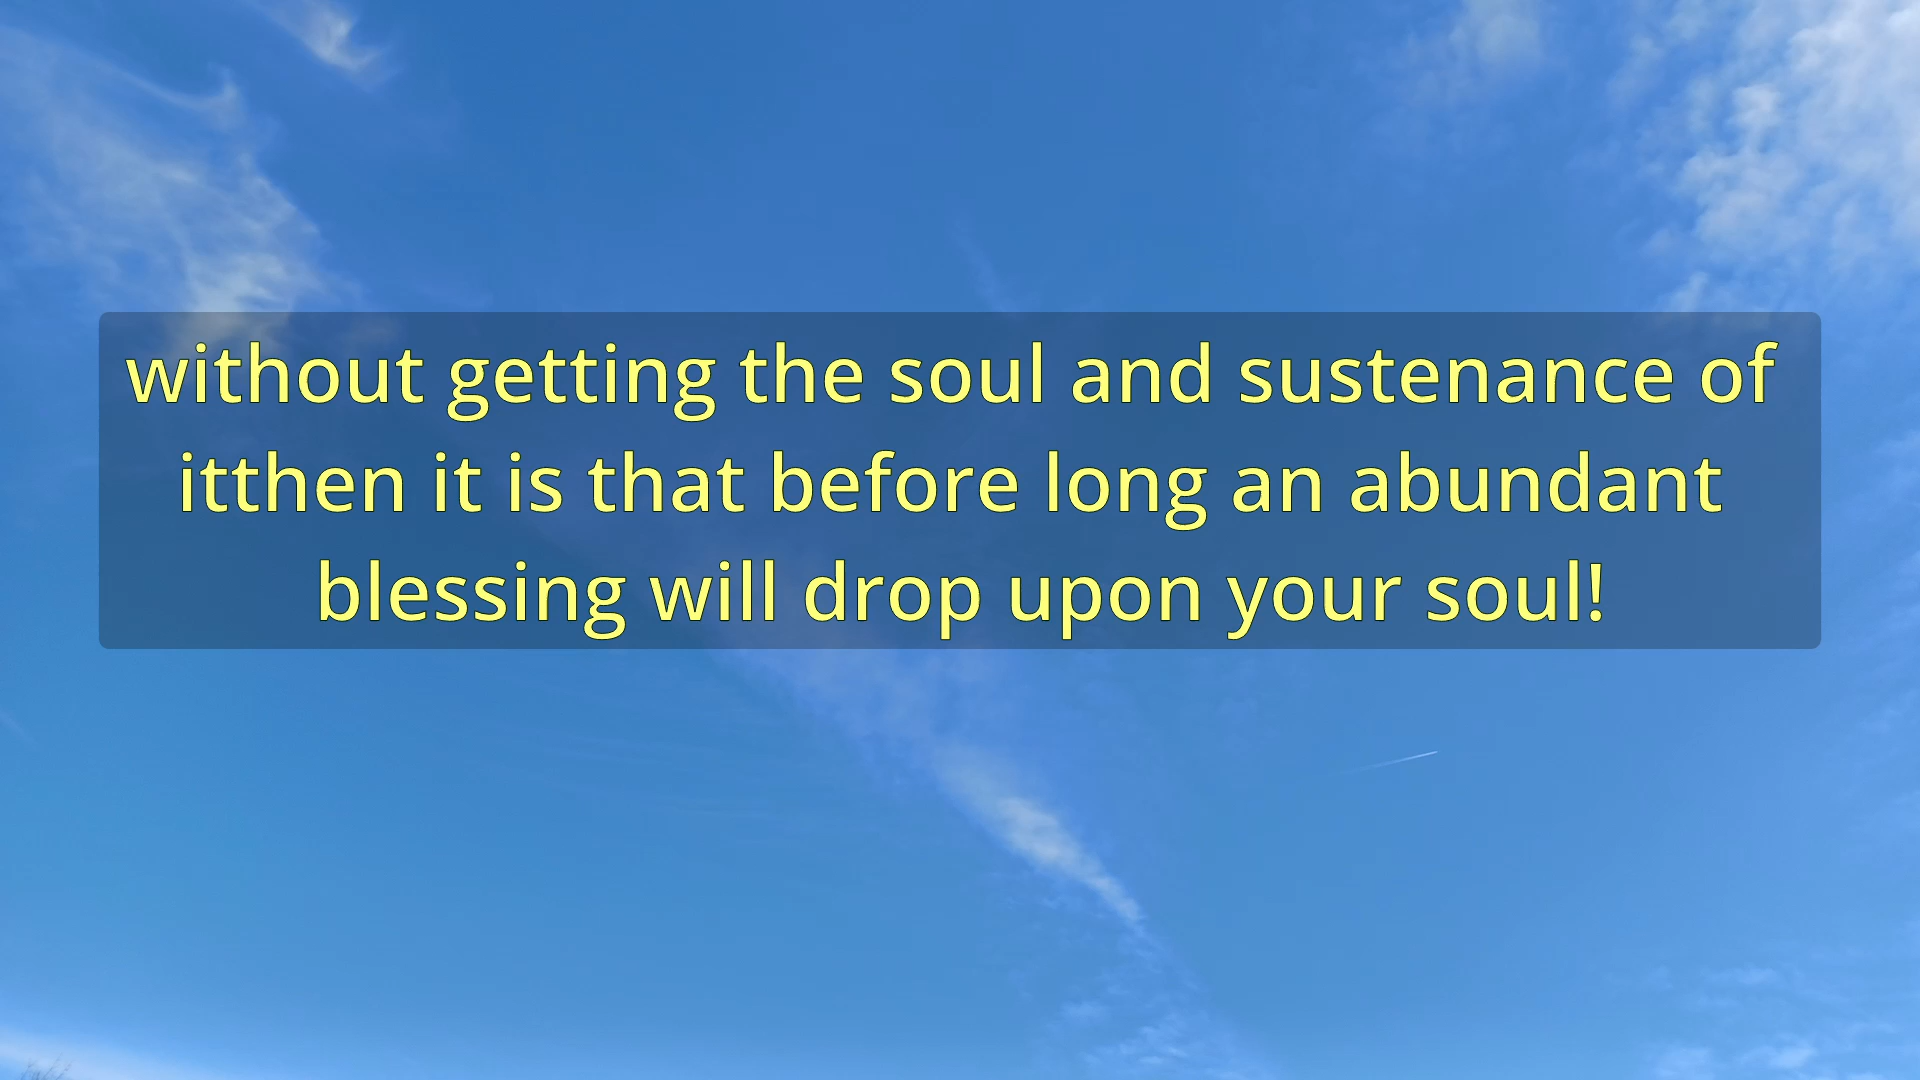 without getting the soul and sustenance of
itthen it is that before long an abundant
blessing will drop upon your soul!